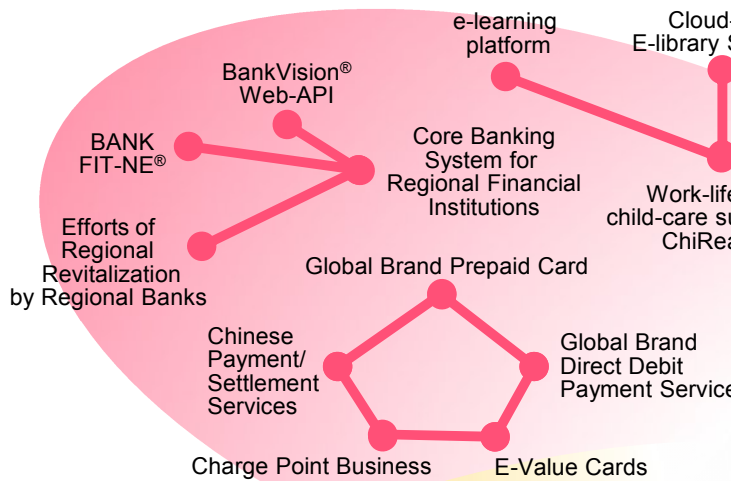 e-learning
platform
Cloud-
E-library S
BankVision®
Web-API
BANK
FIT-NE®
Core Banking
System for
Regional Financial
Institutions
Work-life
child-care su
ChiRea
Efforts of
Regional
Revitalization
by Regional Banks
Global Brand Prepaid Card
Chinese
Payment/
Settlement
Services
Global Brand
Direct Debit
Payment Service
Charge Point Business
E-Value Cards